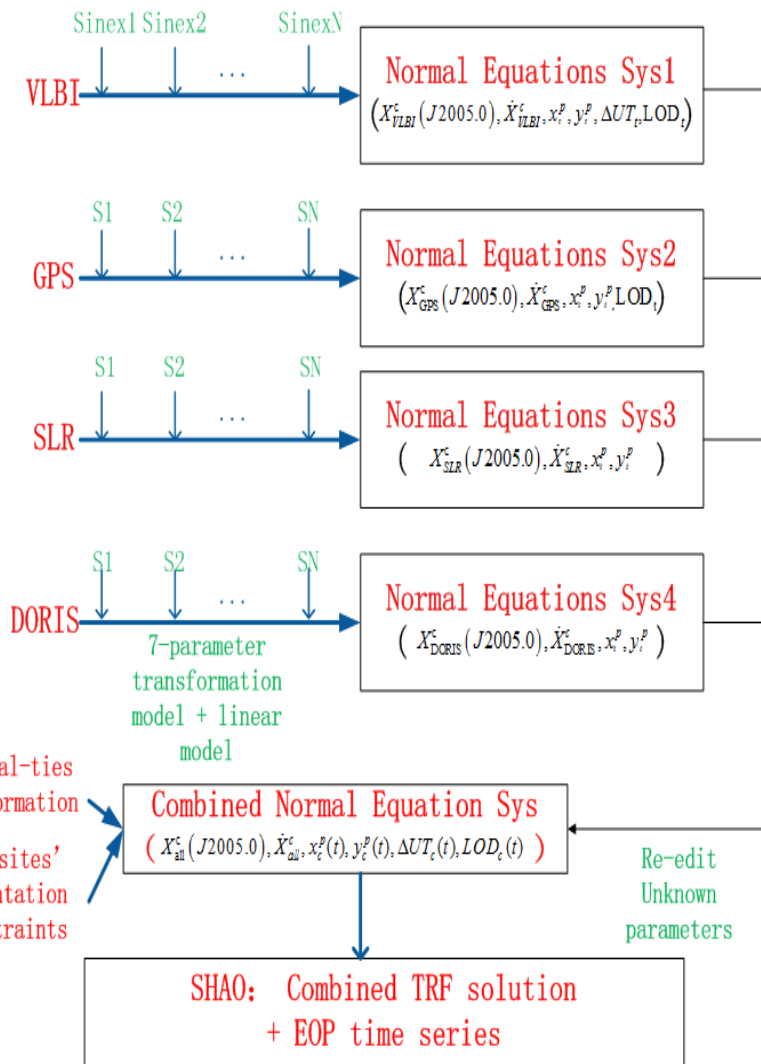 Sinex1 Sinex2 ... SinexN
VLBI
Normal Equations Sys1
(X^c_VLBI(J2005.0), Ẋ^c_VLBI, x^p_t, y^p_t, ΔUT_t, LOD_t)
S1 S2 ... SN
GPS
Normal Equations Sys2
(X^c_GPS(J2005.0), Ẋ^c_GPS, x^p_t, y^p_t, LOD_t)
S1 S2 ... SN
SLR
Normal Equations Sys3
( X^c_SLR(J2005.0), Ẋ^c_SLR, x^p_t, y^p_t )
S1 S2 ... SN
DORIS
Normal Equations Sys4
( X^c_DORIS(J2005.0), Ẋ^c_DORIS, x^p_t, y^p_t )
7-parameter
transformation
model + linear
model
al-ties
ormation
sites'
ntation
traints
Combined Normal Equation Sys
( X^c_all(J2005.0), Ẋ^c_all, x^p_c(t), y^p_c(t), ΔUT_c(t), LOD_c(t) )
Re-edit
Unknown
parameters
SHAO: Combined TRF solution
+ EOP time series